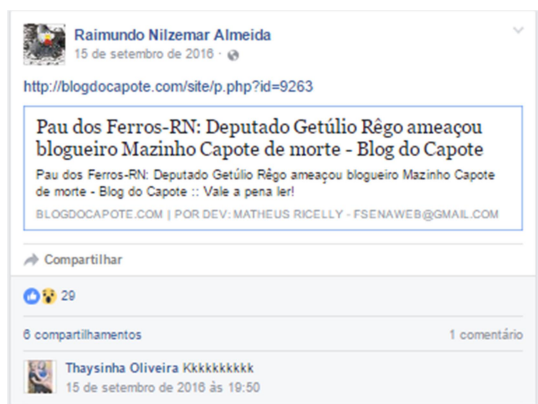 Raimundo Nilzemar Almeida
15 de setembro de 2016 ·
http://blogdocapote.com/site/p.php?id=9263
Pau dos Ferros-RN: Deputado Getúlio Rêgo ameaçou
blogueiro Mazinho Capote de morte - Blog do Capote
Pau dos Ferros-RN: Deputado Getúlio Rêgo ameaçou blogueiro Mazinho Capote
de morte - Blog do Capote :: Vale a pena ler!
BLOGDOCAPOTE.COM | POR DEV: MATHEUS RICELLY - FSENAWEB@GMAIL.COM
Compartilhar
29
6 compartilhamentos 1 comentário
Thaysinha Oliveira Kkkkkkkkkk
15 de setembro de 2016 às 19:50